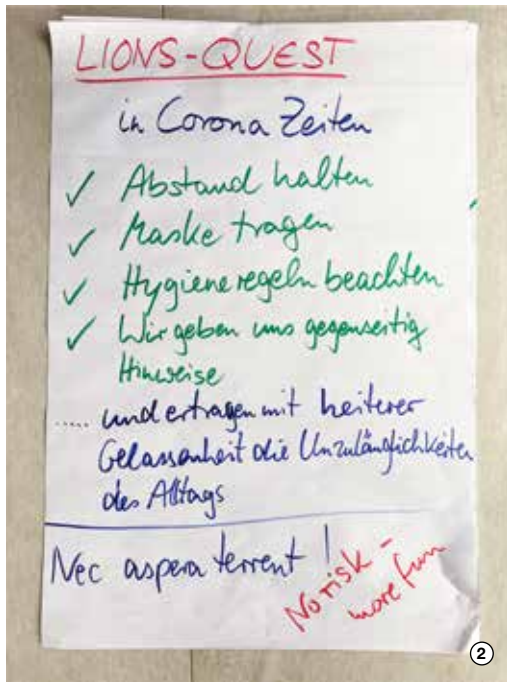 LIONS-QUEST
in Corona Zeiten
✓ Abstand halten
✓ Maske tragen
✓ Hygieneregeln beachten
✓ Wir geben uns gegenseitig
Hinweise
..... und ertragen mit heiterer
Gelassenheit die Unzulänglichkeiten
des Alltags
Nec aspera terrent !
No risk -
more fun
2